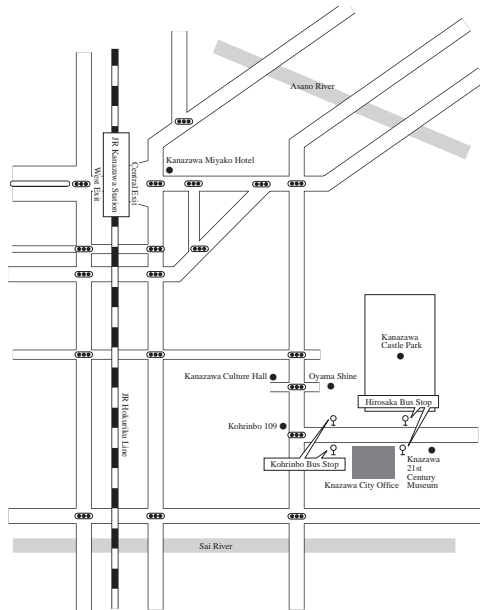 Asano River
Kanazawa Miyako Hotel
JR Kanazawa Station
Central Exit
West Exit
Kanazawa
Castle Park
Kanazawa Culture Hall
Oyama Shine
Hirosaka Bus Stop
JR Hokuriku Line
Kohrinbo 109
Kohrinbo Bus Stop
Knazawa City Office
Knazawa
21st
Century
Museum
Sai River